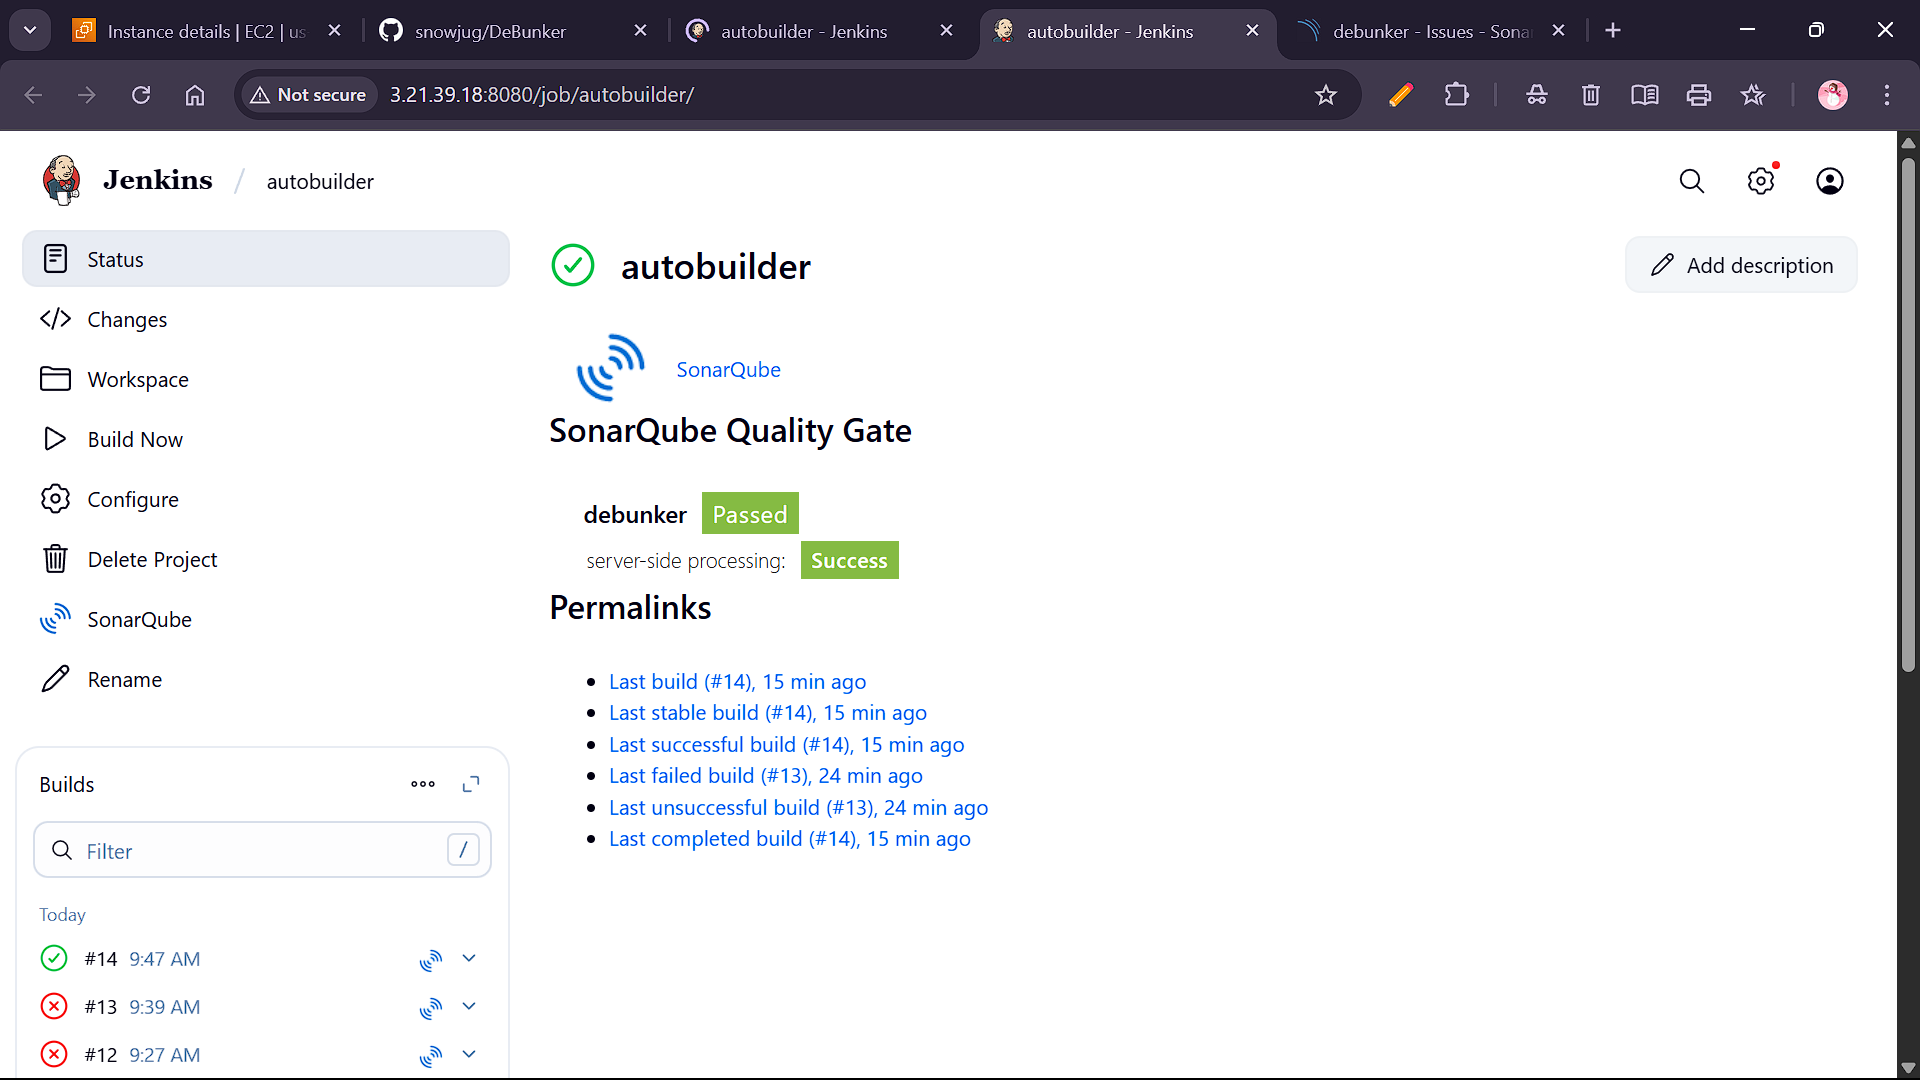 Instance details | EC2 | us
snowjug/DeBunker
autobuilder - Jenkins
autobuilder - Jenkins
debunker - Issues - Sonar
Not secure
3.21.39.18:8080/job/autobuilder/
Jenkins / autobuilder
Status
Changes
Workspace
Build Now
Configure
Delete Project
SonarQube
Rename
Builds
Filter
/
Today
#14 9:47 AM
#13 9:39 AM
#12 9:27 AM
autobuilder
Add description
SonarQube
SonarQube Quality Gate
debunker Passed
server-side processing: Success
Permalinks
Last build (#14), 15 min ago
Last stable build (#14), 15 min ago
Last successful build (#14), 15 min ago
Last failed build (#13), 24 min ago
Last unsuccessful build (#13), 24 min ago
Last completed build (#14), 15 min ago